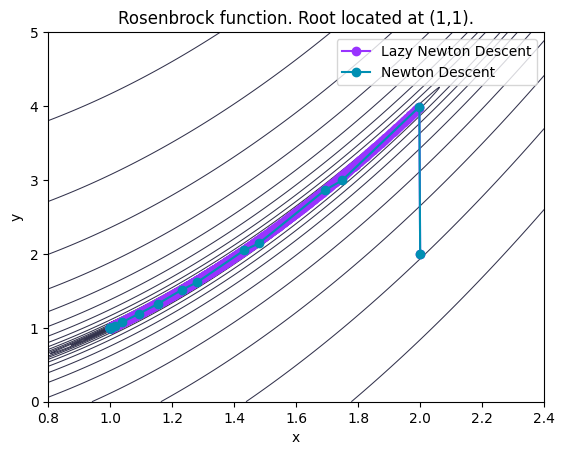 Rosenbrock function. Root located at (1,1).
Lazy Newton Descent
Newton Descent
5
4
3
2
1
0
y
0.8 1.0 1.2 1.4 1.6 1.8 2.0 2.2 2.4
x